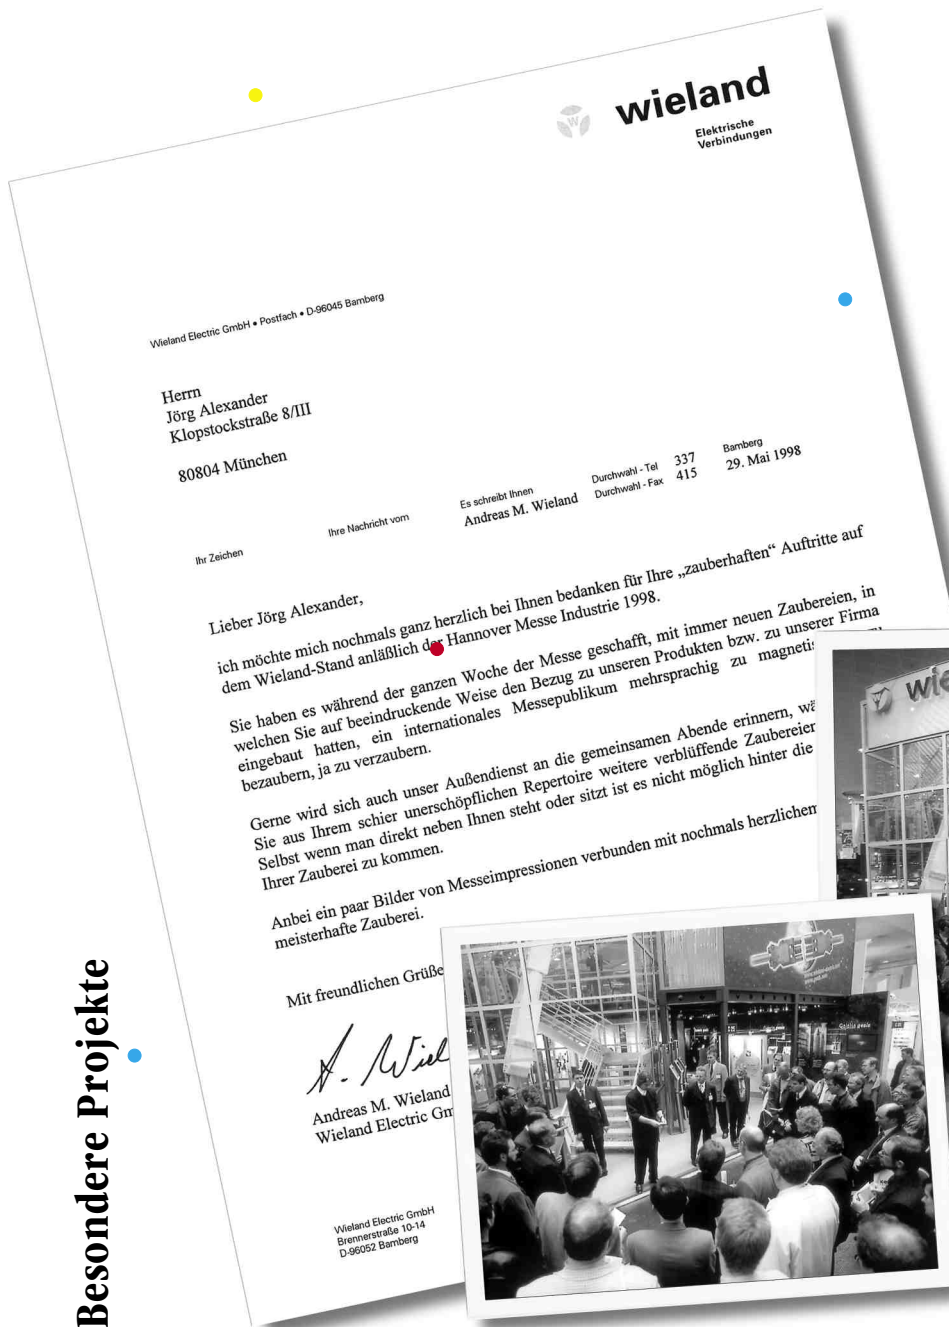 wieland
Elektrische
Verbindungen
Wieland Electric GmbH • Postfach • D-96045 Bamberg
Herrn
Jörg Alexander
Klopstockstraße 8/III
80804 München
Ihr Zeichen
Ihre Nachricht vom
Es schreibt Ihnen
Andreas M. Wieland
Durchwahl - Tel 337
Durchwahl - Fax 415
Bamberg
29. Mai 1998
Lieber Jörg Alexander,
ich möchte mich nochmals ganz herzlich bei Ihnen bedanken für Ihre „zauberhaften“ Auftritte auf
dem Wieland-Stand anläßlich der Hannover Messe Industrie 1998.
Sie haben es während der ganzen Woche der Messe geschafft, mit immer neuen Zaubereien, in
welchen Sie auf beeindruckende Weise den Bezug zu unseren Produkten bzw. zu unserer Firma
eingebaut hatten, ein internationales Messepublikum mehrsprachig zu
bezaubern, ja zu verzaubern.
Gerne wird sich auch unser Außendienst an die gemeinsamen Abende erinnern,
Sie aus Ihrem schier unerschöpflichen Repertoire weitere verblüffende
Selbst wenn man direkt neben Ihnen steht oder sitzt ist es nicht möglich hinter die
Ihrer Zauberei zu kommen.
Anbei ein paar Bilder von Messeimpressionen verbunden mit nochmals herzlichem
meisterhafte Zauberei.
Mit freundlichen Grüße
A. Wiel
Andreas M. Wieland
Wieland Electric Gm
Wieland Electric GmbH
Brennerstraße 10-14
D-96052 Bamberg
Besondere Projekte
wie